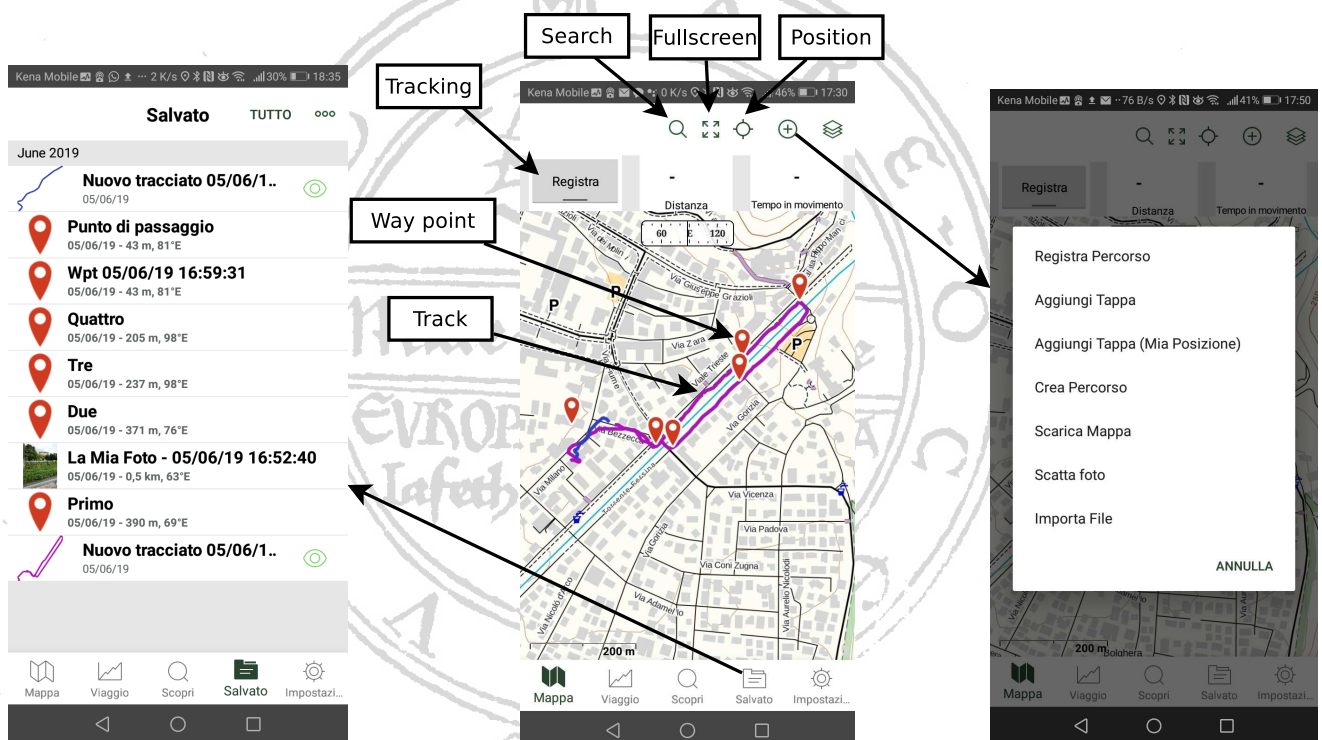 Search
Fullscreen
Position
Tracking
Way point
Track
Kena Mobile 2 K/s 30% 18:35
Salvato TUTTO
June 2019
Nuovo tracciato 05/06/1..
05/06/19
Punto di passaggio
05/06/19 - 43 m, 81°E
Wpt 05/06/19 16:59:31
05/06/19 - 43 m, 81°E
Quattro
05/06/19 - 205 m, 98°E
Tre
05/06/19 - 237 m, 98°E
Due
05/06/19 - 371 m, 76°E
La Mia Foto - 05/06/19 16:52:40
05/06/19 - 0,5 km, 63°E
Primo
05/06/19 - 390 m, 69°E
Nuovo tracciato 05/06/1..
05/06/19
Mappa Viaggio Scopri Salvato Impostazi...
Kena Mobile 0 K/s 46% 17:30
Registra - -
Distanza Tempo in movimento
60 E 120
Via Giuseppe Grazioli
P
P
Via Zara
P
Viale Trieste
Via Gorizia
Via Bezzecca
Via Milano
Via Vicenza
Via Padova
Via Gorizia
Via Coni Zugna
Via Nicolò d'Arco
Via Adamello
Via Aurelio Nicolodi
200 m
Mappa Viaggio Scopri Salvato Impostazi...
Kena Mobile 76 B/s 41% 17:50
Registra - -
Distanza Tempo in movimento
Registra Percorso
Aggiungi Tappa
Aggiungi Tappa (Mia Posizione)
Crea Percorso
Scarica Mappa
Scatta foto
Importa File
ANNULLA
200 m
Bolghera
Mappa Viaggio Scopri Salvato Impostazi...